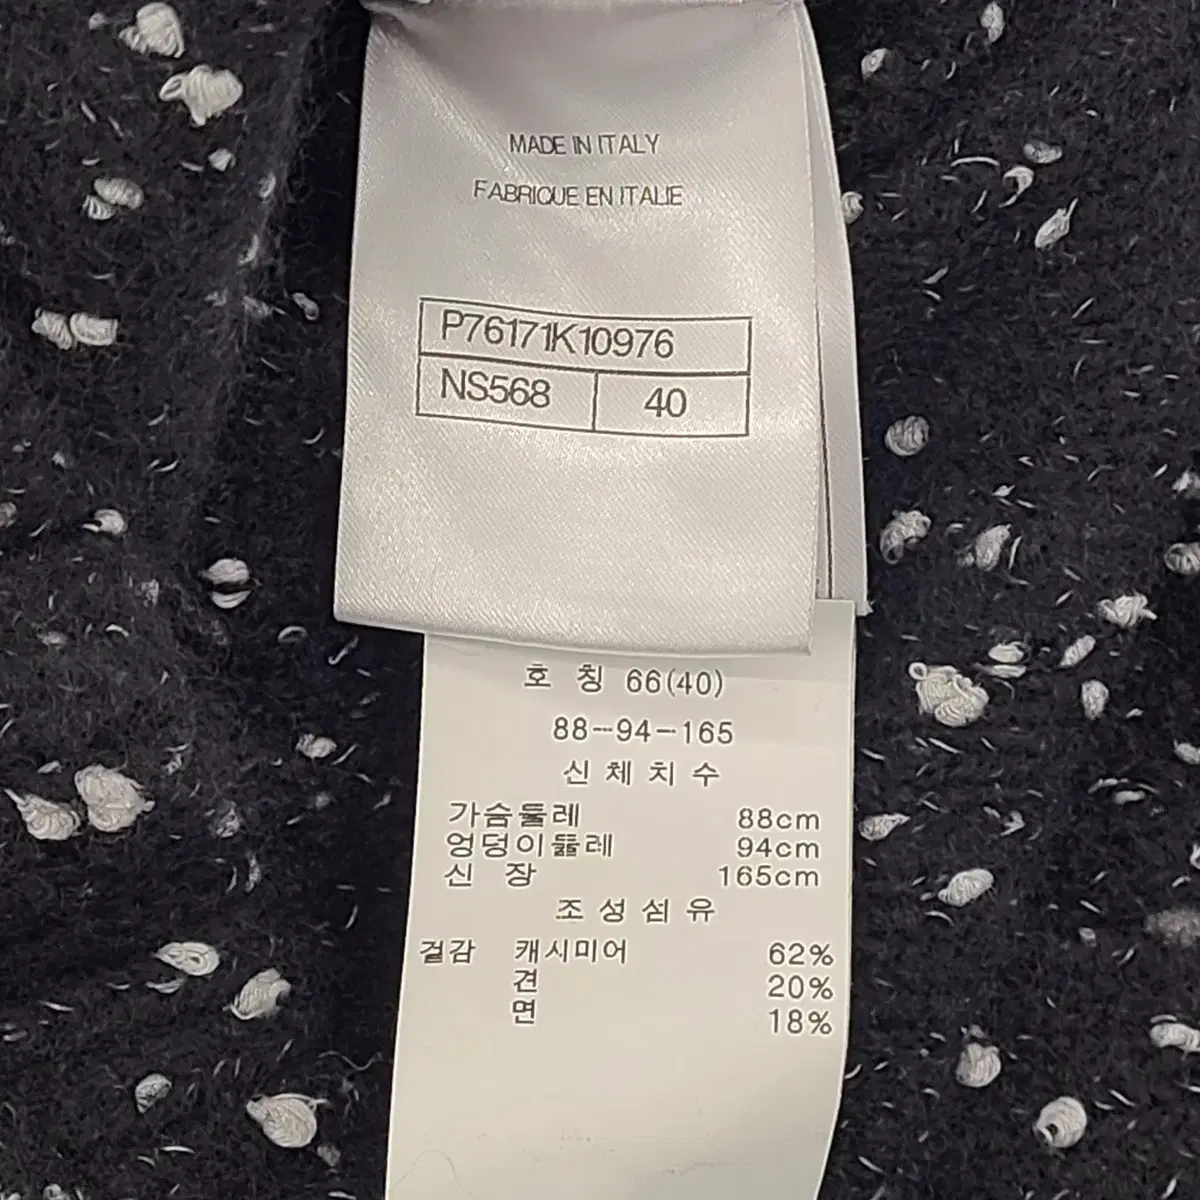 MADE IN ITALY
FABRIQUE EN ITALIE
P76171K10976
NS568 40
호 칭 66(40)
88-94-165
신 체 치 수
가슴둘레 88cm
엉덩이둘레 94cm
신 장 165cm
조 성 섬 유
겉감 캐시미어 62%
견 20%
면 18%